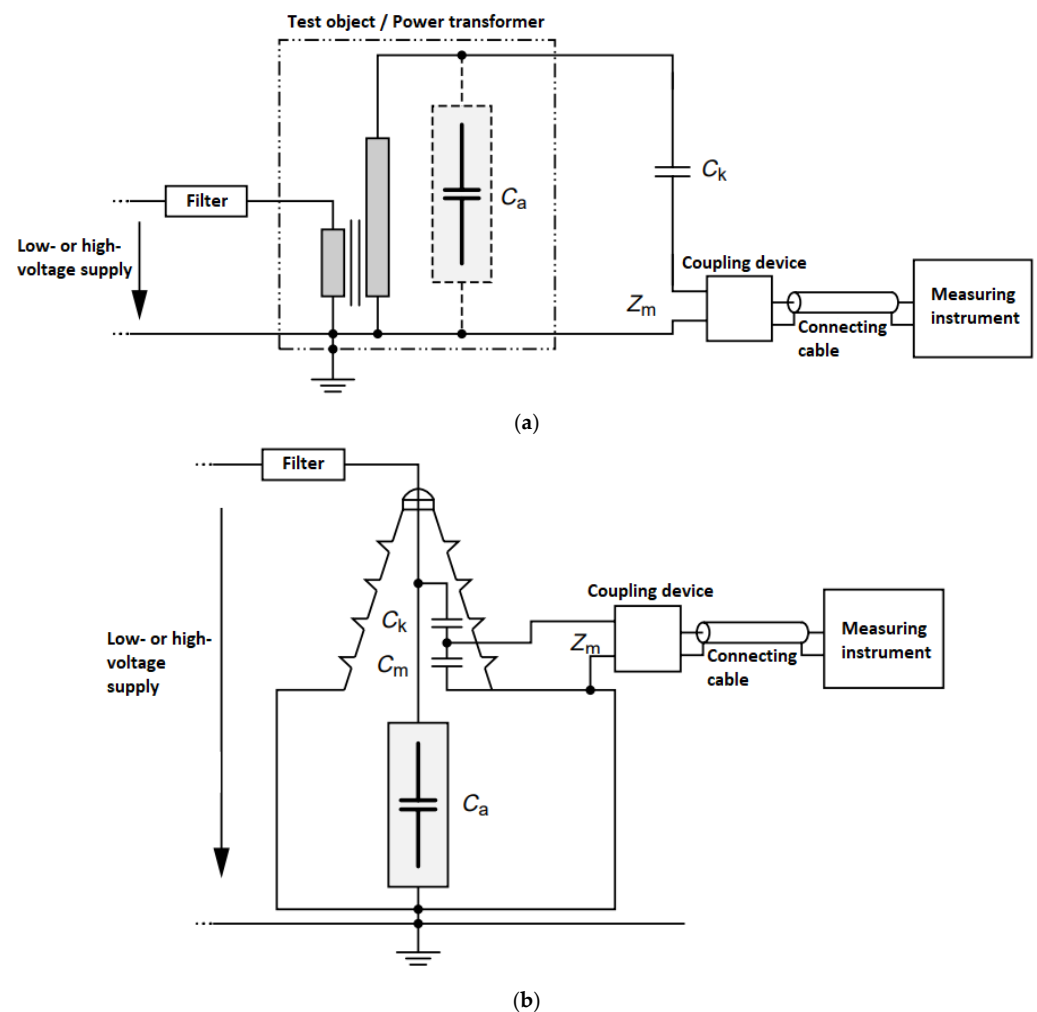 Test object / Power transformer
Filter
Low- or high-
voltage supply
Ca
Ck
Coupling device
Zm
Connecting
cable
Measuring
instrument
(a)
Filter
Low- or high-
voltage
supply
Ck
Cm
Coupling device
Zm
Connecting
cable
Measuring
instrument
Ca
(b)